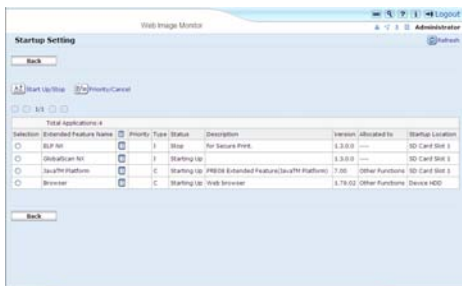 Logout
Web Image Monitor
Administrator
Startup Setting
Refresh
Back
Start Up/Stop Priority/Cancel
1/1
Total Applications:4
Selection Extended Feature Name Priority Type Status Description Version Allocated to Startup Location
ELP NX I Stop for Secure Print. 1.3.0.0 ---- SD Card Slot 1
GlobalScan NX I Starting Up 1.3.0.0 ---- SD Card Slot 1
JavaTM Platform C Starting Up Extended Feature(JavaTM Platform) 7.00 Other Functions SD Card Slot 1
Browser C Starting Up Web browser Other Functions Device HDD
Back